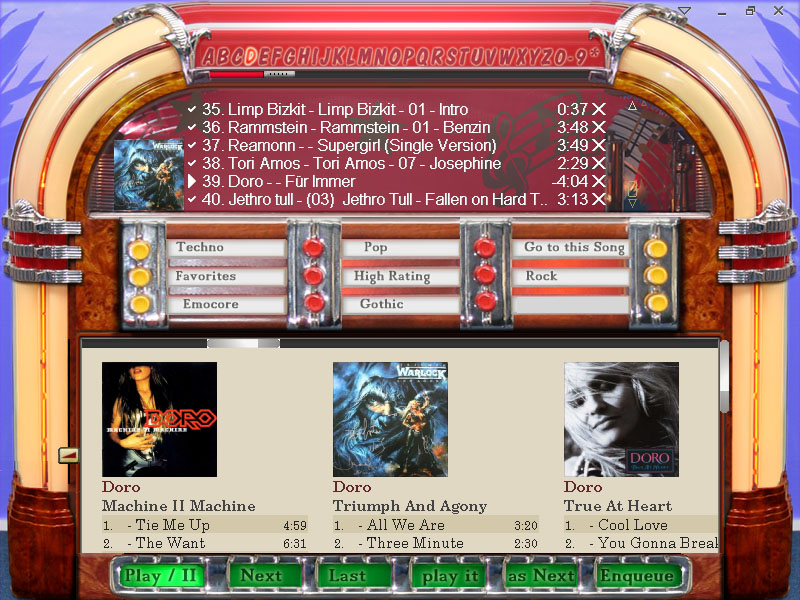 ABCDEFGHIJKLMNOPQRSTUVWXYZ0-9*
35. Limp Bizkit - Limp Bizkit - 01 - Intro 0:37
36. Rammstein - Rammstein - 01 - Benzin 3:48
37. Reamonn - - Supergirl (Single Version) 3:49
38. Tori Amos - Tori Amos - 07 - Josephine 2:29
39. Doro - - Für Immer -4:04
40. Jethro tull - (03) Jethro Tull - Fallen on Hard T.. 3:13
WARLOCK
Techno Pop Go to this Song
Favorites High Rating Rock
Emocore Gothic
DORO
MACHINE II MACHINE
WARLOCK
DORO
TRUE AT HEART
Doro Doro Doro
Machine II Machine Triumph And Agony True At Heart
1. - Tie Me Up 4:59 1. - All We Are 3:20 1. - Cool Love
2. - The Want 6:31 2. - Three Minute 2:30 2. - You Gonna Break
Play / II Next Last play it as Next Enqueue